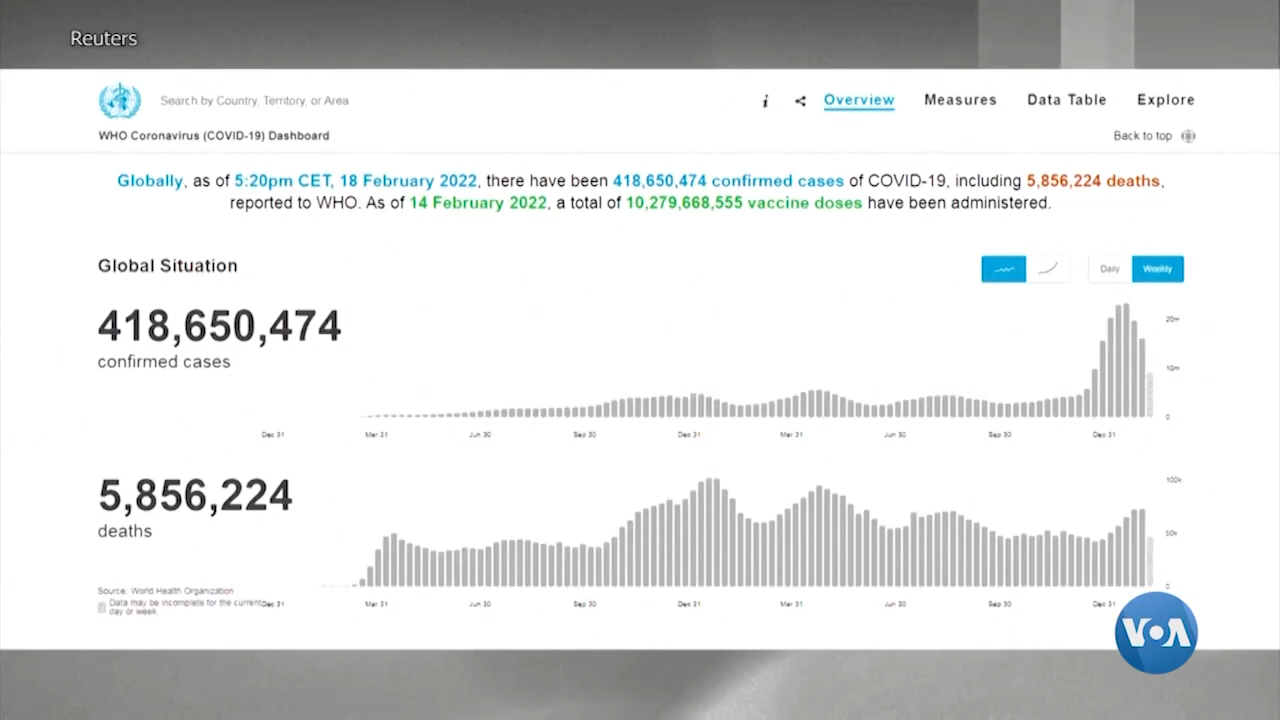 Reuters
Search by Country, Territory, or Area
i Overview Measures Data Table Explore
WHO Coronavirus (COVID-19) Dashboard
Back to top
Globally, as of 5:20pm CET, 18 February 2022, there have been 418,650,474 confirmed cases of COVID-19, including 5,856,224 deaths,
reported to WHO. As of 14 February 2022, a total of 10,279,668,555 vaccine doses have been administered.
Global Situation
Daily Weekly
418,650,474
confirmed cases
20m
10m
0
Dec 31 Mar 31 Jun 30 Sep 30 Dec 31 Mar 31 Jun 30 Sep 30 Dec 31
5,856,224
deaths
100k
50k
0
Source: World Health Organization
Data may be incomplete for the current
day or week
Dec 31 Mar 31 Jun 30 Sep 30 Dec 31 Mar 31 Jun 30 Sep 30 Dec 31
VOA